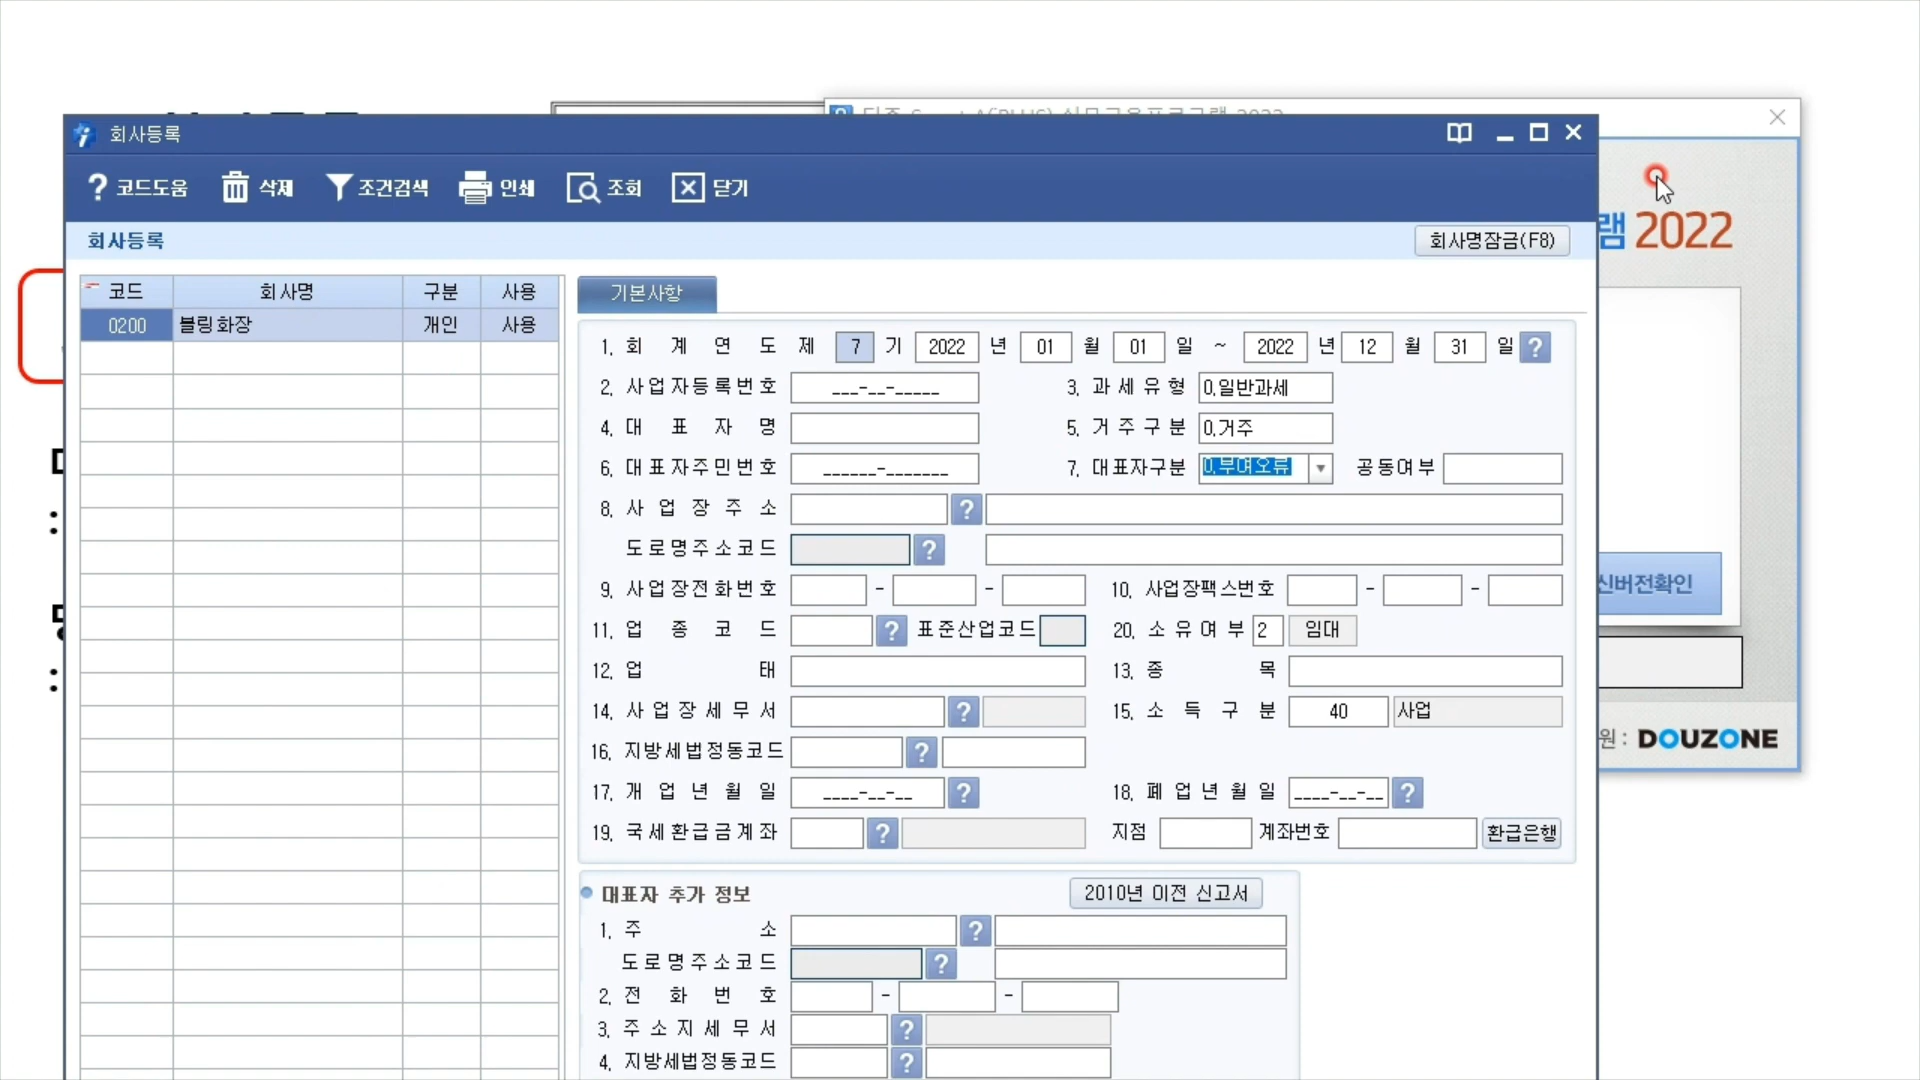 회사등록
코드도움 삭제 조건검색 인쇄 조회 닫기
회사등록
회사명잠금(F8)
램 2022
코드 회사명 구분 사용
0200 블링화장 개인 사용
기본사항
1. 회 계 연 도 제 7 기 2022 년 01 월 01 일 ~ 2022 년 12 월 31 일 ?
2. 사업자등록번호 ___-__-_____ 3. 과세유형 0.일반과세
4. 대 표 자 명 5. 거주구분 0.거주
6. 대표자주민번호 ______-_______ 7. 대표자구분 0.부여오류 공동여부
8. 사 업 장 주 소 ?
도로명주소코드 ?
9. 사업장전화번호 - - 10. 사업장팩스번호 - -
신버전확인
11. 업 종 코 드 ? 표준산업코드 20. 소유여부 2 임대
12. 업 태 13. 종 목
14. 사 업 장 세 무 서 ? 15. 소 득 구 분 40 사업
원 : DOUZONE
16. 지방세법정동코드 ?
17. 개 업 년 월 일 ____-__-__ ? 18. 폐 업 년 월 일 ____-__-__ ?
19. 국세환급금계좌 ? 지점 계좌번호 환급은행
대표자 추가 정보 2010년 이전 신고서
1. 주 소 ?
도로명주소코드 ?
2. 전 화 번 호 - -
3. 주 소 지 세 무 서 ?
4. 지방세법정동코드 ?